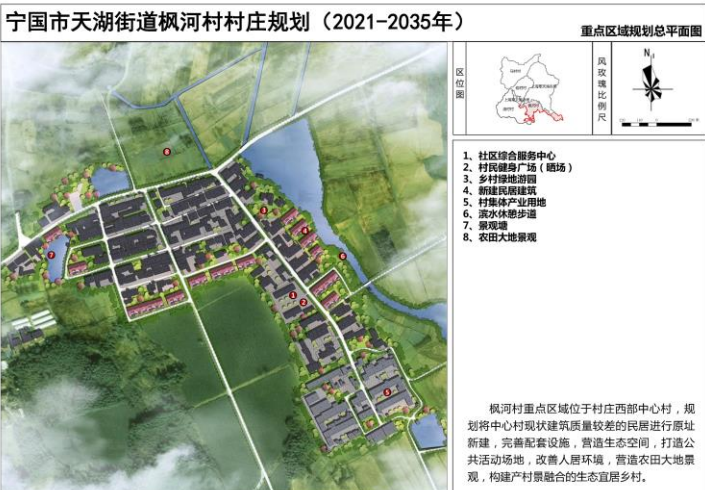 宁国市天湖街道枫河村村庄规划（2021-2035年）
重点区域规划总平面图
区位图
风玫瑰比例尺
N
1、社区综合服务中心
2、村民健身广场（晒场）
3、乡村绿地游园
4、新建民居建筑
5、村集体产业用地
6、滨水休憩步道
7、景观塘
8、农田大地景观
8
3
4
6
7
1
2
5
枫河村重点区域位于村庄西部中心村，规
划将中心村现状建筑质量较差的民居进行原址
新建，完善配套设施，营造生态空间，打造公
共活动场地，改善人居环境，营造农田大地景
观，构建产村景融合的生态宜居乡村。